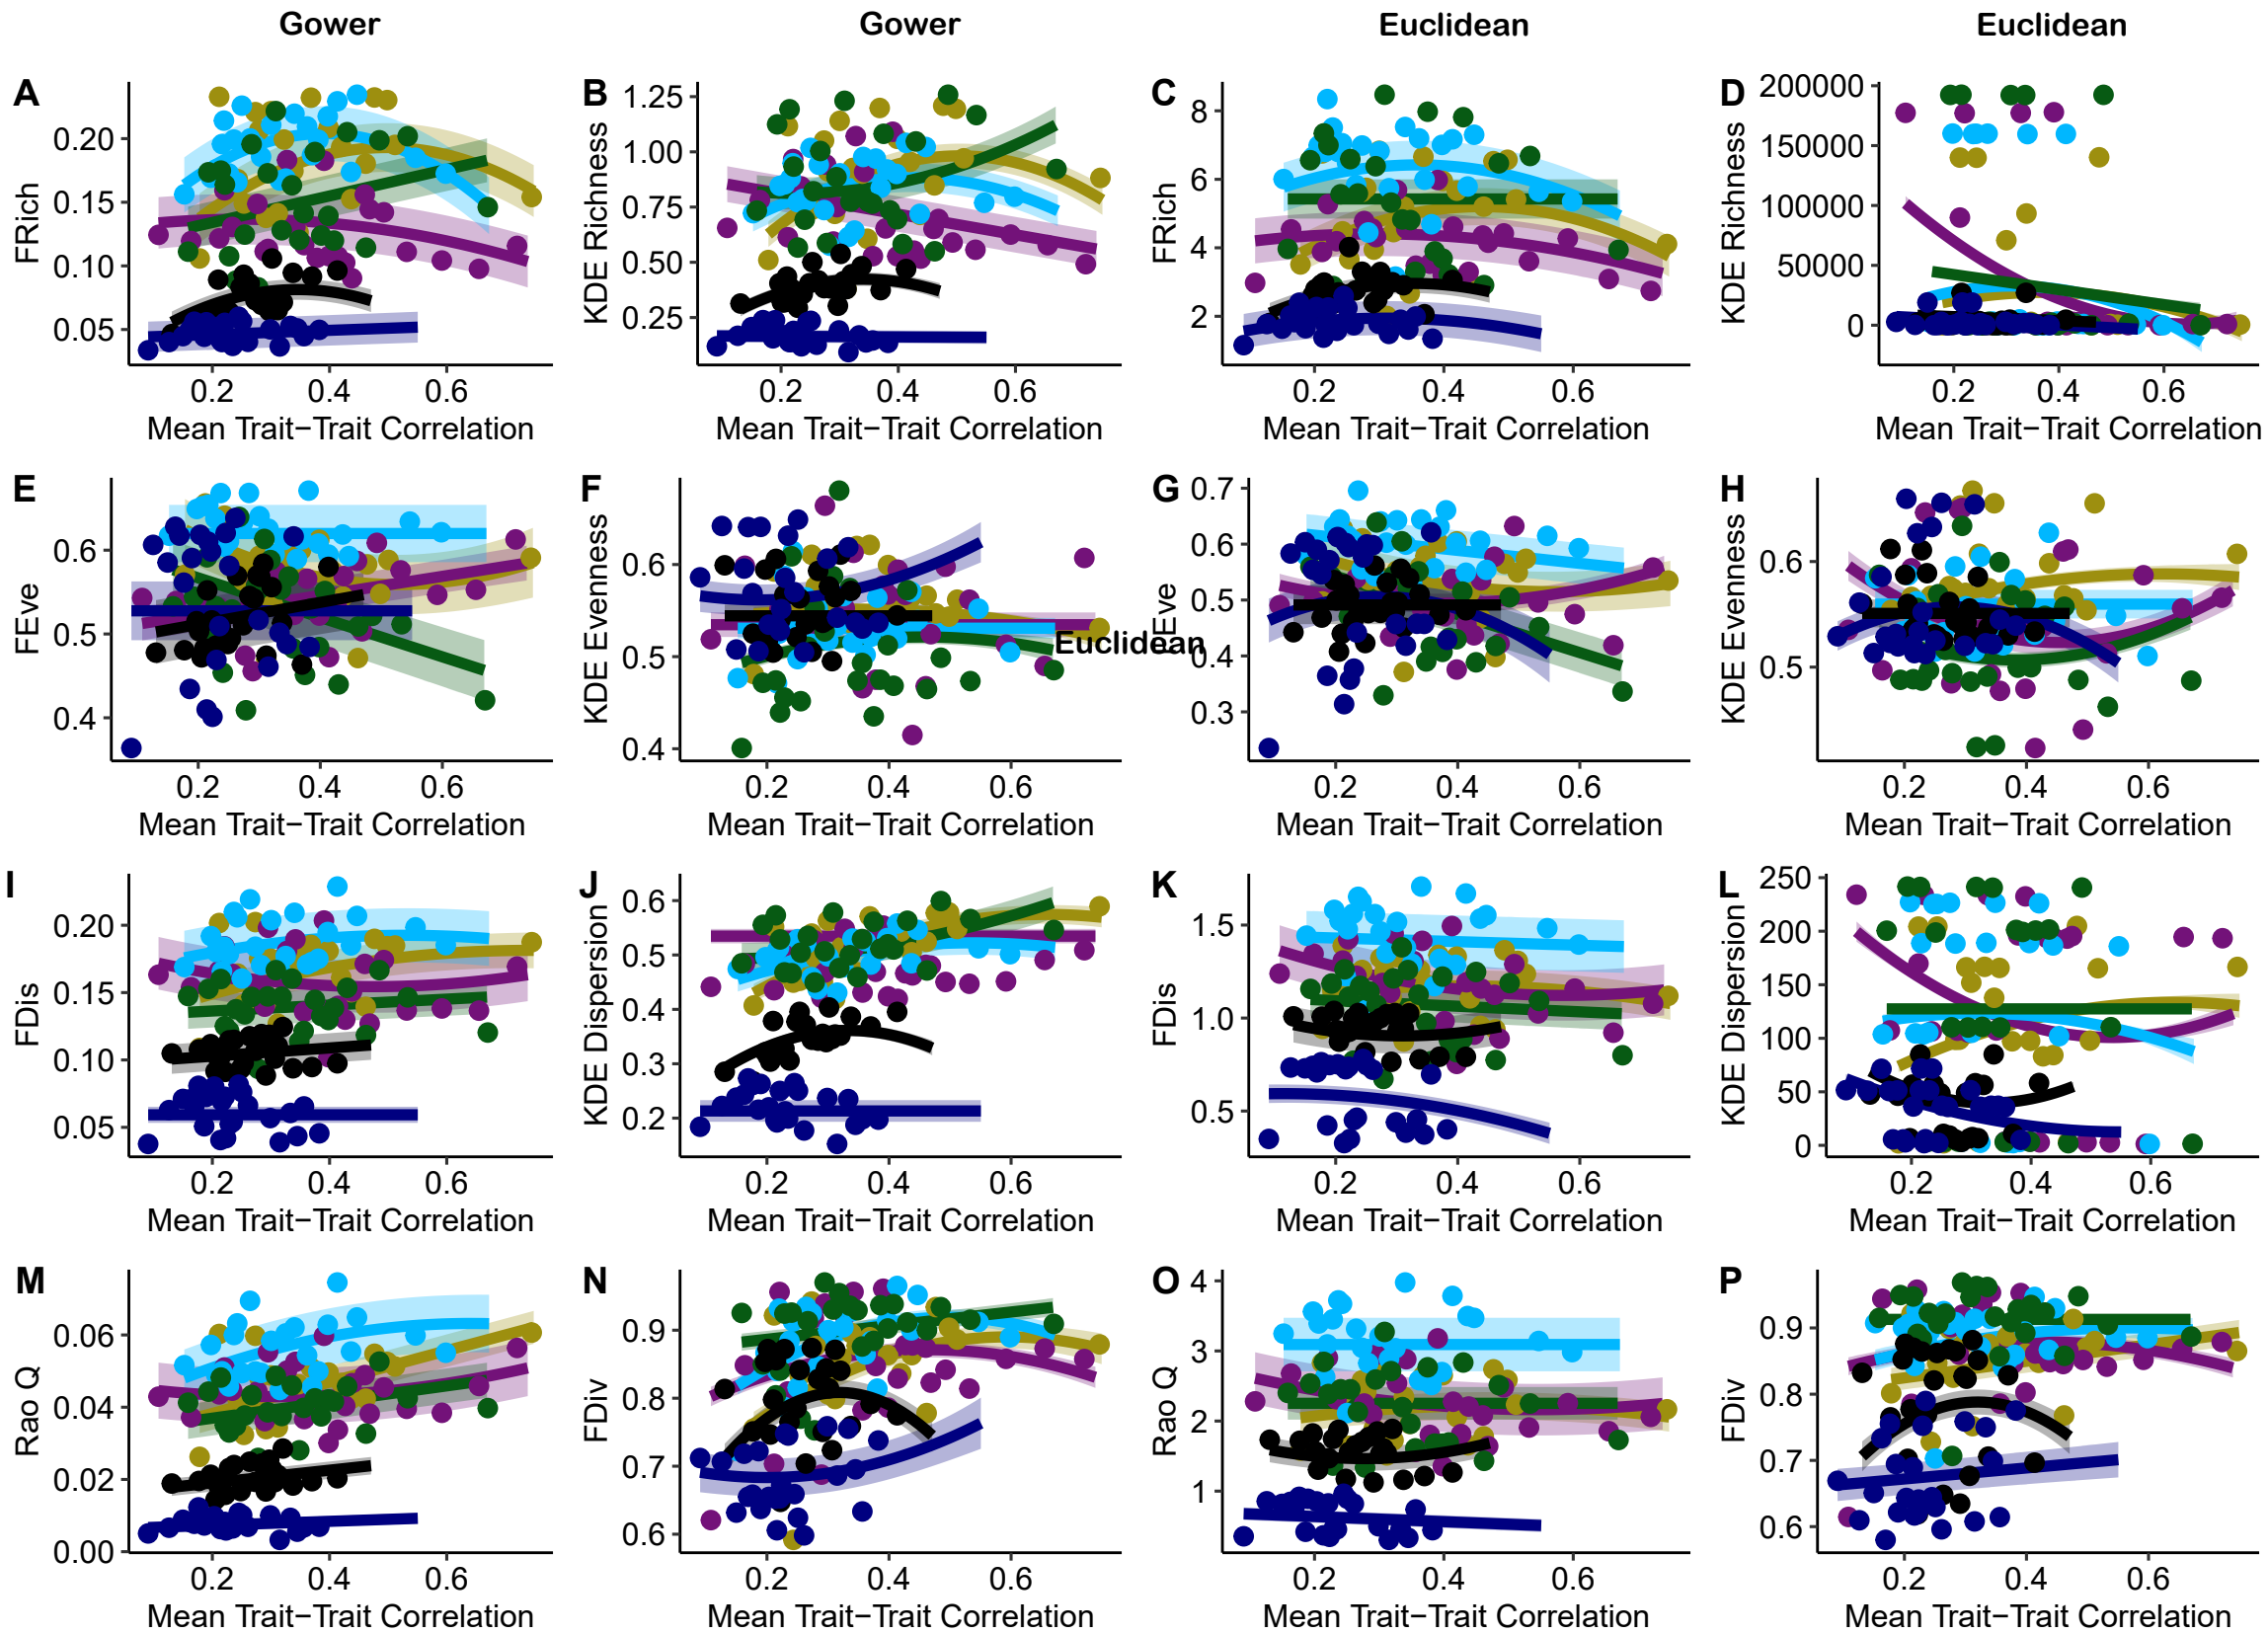 Gower Gower Euclidean Euclidean
A B C D
FRich
0.20
0.15
0.10
0.05
0.2 0.4 0.6
Mean Trait−Trait Correlation
KDE Richness
1.25
1.00
0.75
0.50
0.25
0.2 0.4 0.6
Mean Trait−Trait Correlation
FRich
8
6
4
2
0.2 0.4 0.6
Mean Trait−Trait Correlation
KDE Richness
200000
150000
100000
50000
0
0.2 0.4 0.6
Mean Trait−Trait Correlation
E F G H
FEve
0.6
0.5
0.4
0.2 0.4 0.6
Mean Trait−Trait Correlation
KDE Evenness
0.6
0.5
0.4
0.2 0.4 0.6
Mean Trait−Trait Correlation
Euclidean
FEve
0.7
0.6
0.5
0.4
0.3
0.2 0.4 0.6
Mean Trait−Trait Correlation
KDE Evenness
0.6
0.5
0.2 0.4 0.6
Mean Trait−Trait Correlation
I J K L
FDis
0.20
0.15
0.10
0.05
0.2 0.4 0.6
Mean Trait−Trait Correlation
KDE Dispersion
0.6
0.5
0.4
0.3
0.2
0.2 0.4 0.6
Mean Trait−Trait Correlation
FDis
1.5
1.0
0.5
0.2 0.4 0.6
Mean Trait−Trait Correlation
KDE Dispersion
250
200
150
100
50
0
0.2 0.4 0.6
Mean Trait−Trait Correlation
M N O P
Rao Q
0.06
0.04
0.02
0.00
0.2 0.4 0.6
Mean Trait−Trait Correlation
FDiv
0.9
0.8
0.7
0.6
0.2 0.4 0.6
Mean Trait−Trait Correlation
Rao Q
4
3
2
1
0.2 0.4 0.6
Mean Trait−Trait Correlation
FDiv
0.9
0.8
0.7
0.6
0.2 0.4 0.6
Mean Trait−Trait Correlation